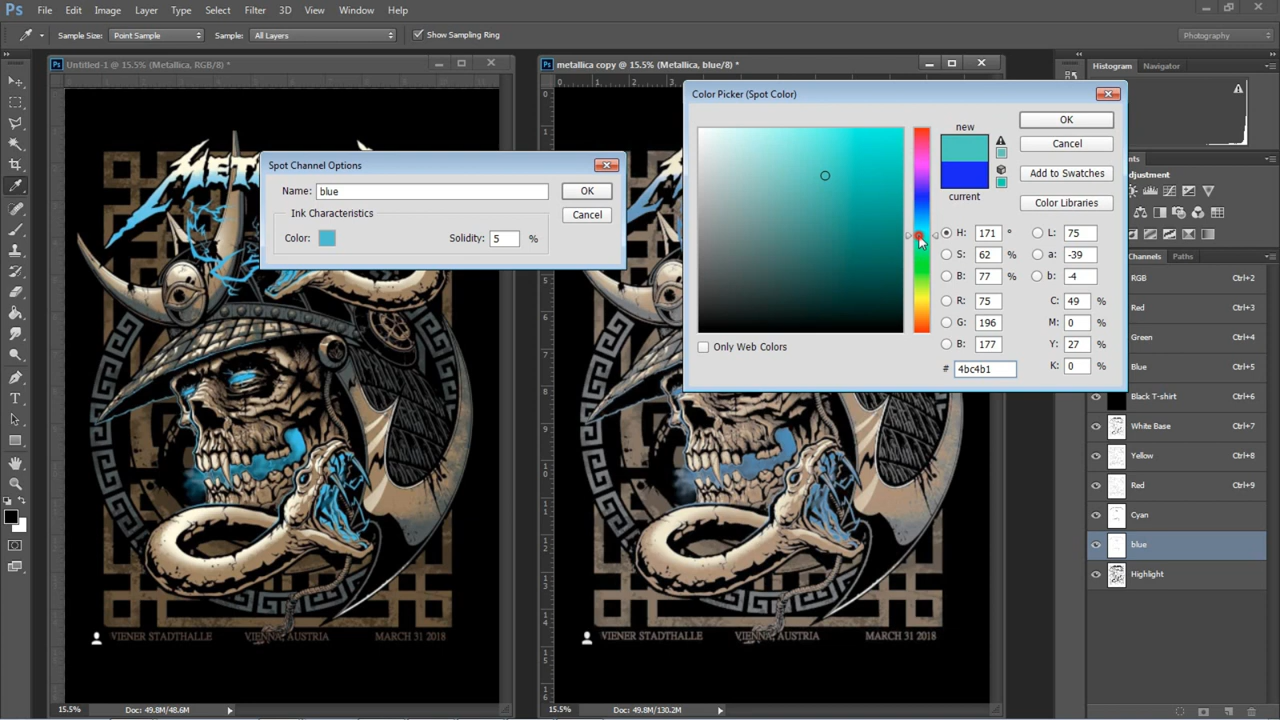 Ps File Edit Image Layer Type Select Filter 3D View Window Help
Sample Size: Point Sample Sample: All Layers Show Sampling Ring Photography
Untitled-1 @ 15.5% (Metallica, RGB/8) *
metallica copy @ 15.5% (Metallica, blue/8) *
Histogram Navigator
Color Picker (Spot Color)
new
OK
Cancel
Add to Swatches
current
Color Libraries
H: 171 °
S: 62 %
B: 77 %
R: 75
G: 196
B: 177
L: 75
a: -39
b: -4
C: 49 %
M: 0 %
Y: 27 %
K: 0 %
# 4bc4b1
Only Web Colors
Spot Channel Options
Name: blue
OK
Ink Characteristics
Cancel
Color: Solidity: 5 %
Channels Paths
RGB Ctrl+2
Red Ctrl+3
Green Ctrl+4
Blue Ctrl+5
Black T-shirt Ctrl+6
White Base Ctrl+7
Yellow Ctrl+8
Red Ctrl+9
Cyan
blue
Highlight
VIENER STADTHALLE VIENNA, AUSTRIA MARCH 31 2018
VIENER STADTHALLE VIENNA, AUSTRIA MARCH 31 2018
15.5% Doc: 49.8M/48.6M
15.5% Doc: 49.8M/130.2M